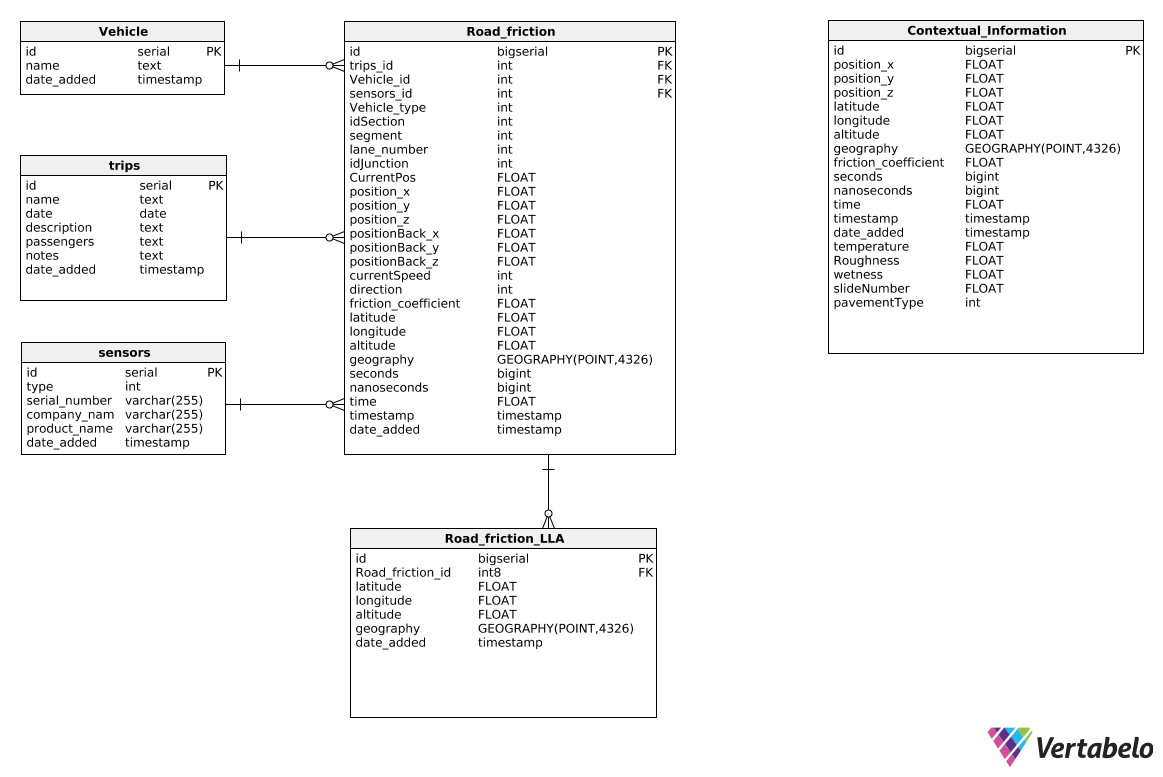 Vehicle
id serial PK
name text
date_added timestamp
trips
id serial PK
name text
date date
description text
passengers text
notes text
date_added timestamp
sensors
id serial PK
type int
serial_number varchar(255)
company_nam varchar(255)
product_name varchar(255)
date_added timestamp
Road_friction
id bigserial PK
trips_id int FK
Vehicle_id int FK
sensors_id int FK
Vehicle_type int
idSection int
segment int
lane_number int
idJunction int
CurrentPos FLOAT
position_x FLOAT
position_y FLOAT
position_z FLOAT
positionBack_x FLOAT
positionBack_y FLOAT
positionBack_z FLOAT
currentSpeed int
direction int
friction_coefficient FLOAT
latitude FLOAT
longitude FLOAT
altitude FLOAT
geography GEOGRAPHY(POINT,4326)
seconds bigint
nanoseconds bigint
time FLOAT
timestamp timestamp
date_added timestamp
Road_friction_LLA
id bigserial PK
Road_friction_id int8 FK
latitude FLOAT
longitude FLOAT
altitude FLOAT
geography GEOGRAPHY(POINT,4326)
date_added timestamp
Contextual_Information
id bigserial PK
position_x FLOAT
position_y FLOAT
position_z FLOAT
latitude FLOAT
longitude FLOAT
altitude FLOAT
geography GEOGRAPHY(POINT,4326)
friction_coefficient FLOAT
seconds bigint
nanoseconds bigint
time FLOAT
timestamp timestamp
date_added timestamp
temperature FLOAT
Roughness FLOAT
wetness FLOAT
slideNumber FLOAT
pavementType int
Vertabelo